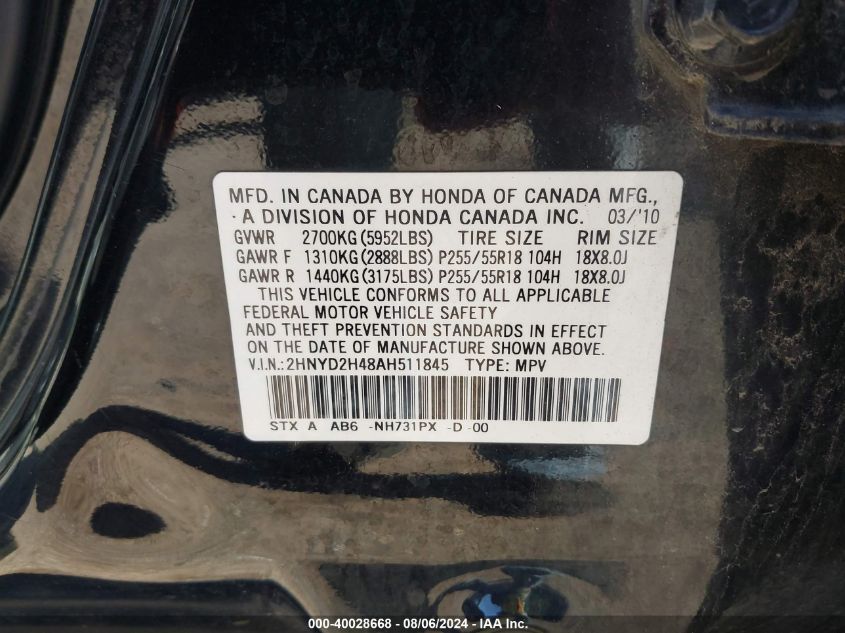 MFD. IN CANADA BY HONDA OF CANADA MFG.,
A DIVISION OF HONDA CANADA INC. 03/'10
GVWR 2700KG(5952LBS) TIRE SIZE RIM SIZE
GAWR F 1310KG(2888LBS) P255/55R18 104H 18X8.0J
GAWR R 1440KG(3175LBS) P255/55R18 104H 18X8.0J
THIS VEHICLE CONFORMS TO ALL APPLICABLE
FEDERAL MOTOR VEHICLE SAFETY
AND THEFT PREVENTION STANDARDS IN EFFECT
ON THE DATE OF MANUFACTURE SHOWN ABOVE.
V.I.N.:2HNYD2H48AH511845 TYPE: MPV
STX A AB6 -NH731PX -D -00
000-40028668 - 08/06/2024 - IAA Inc.